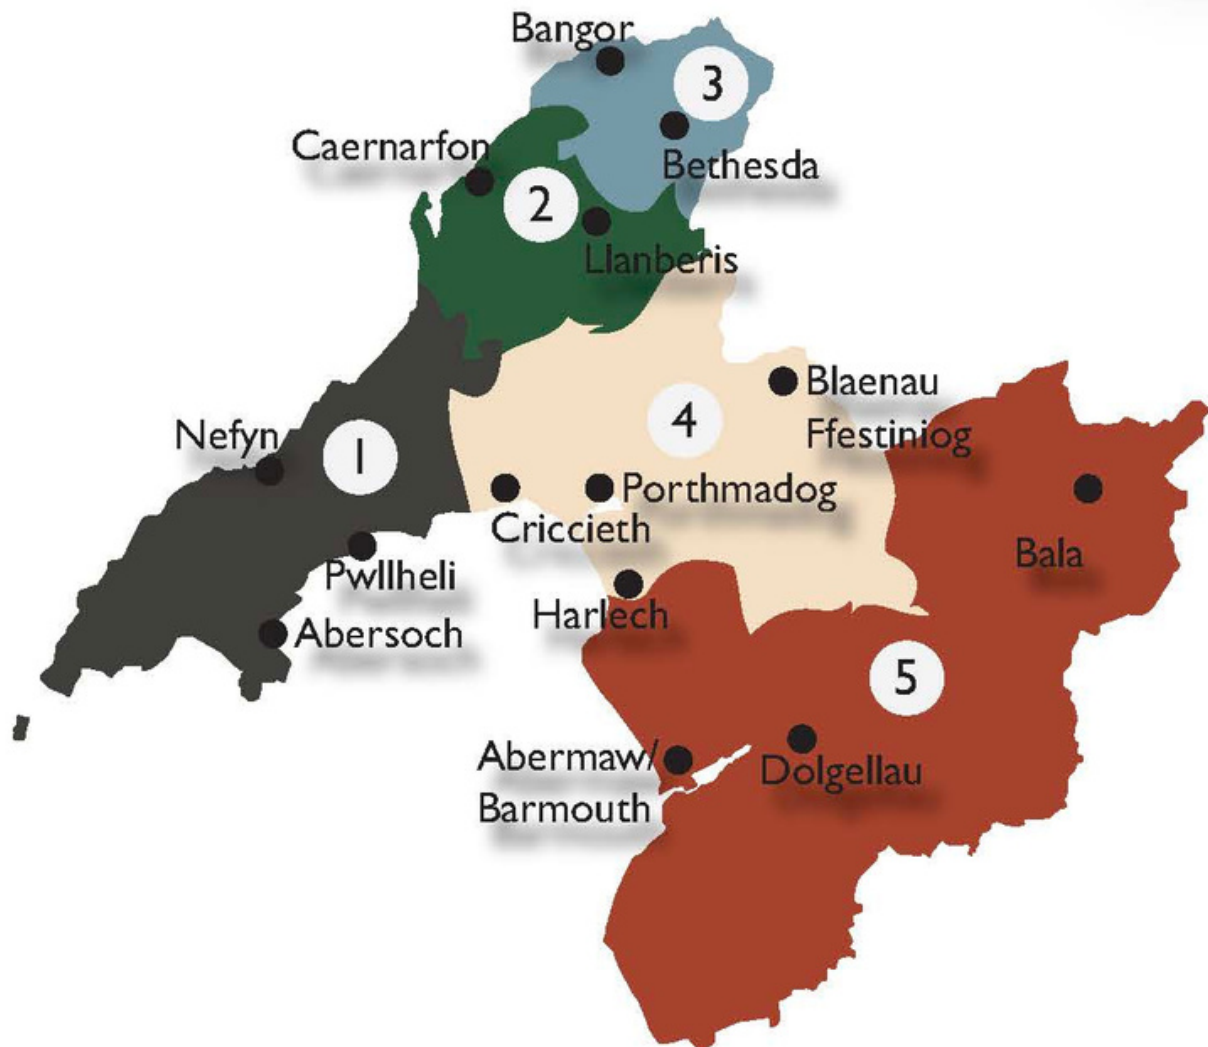 Bangor
3
Caernarfon
Bethesda
2
Llanberis
Blaenau
Ffestiniog
4
Nefyn
1
Porthmadog
Criccieth
Bala
Pwllheli
Harlech
Abersoch
5
Abermaw/
Barmouth
Dolgellau